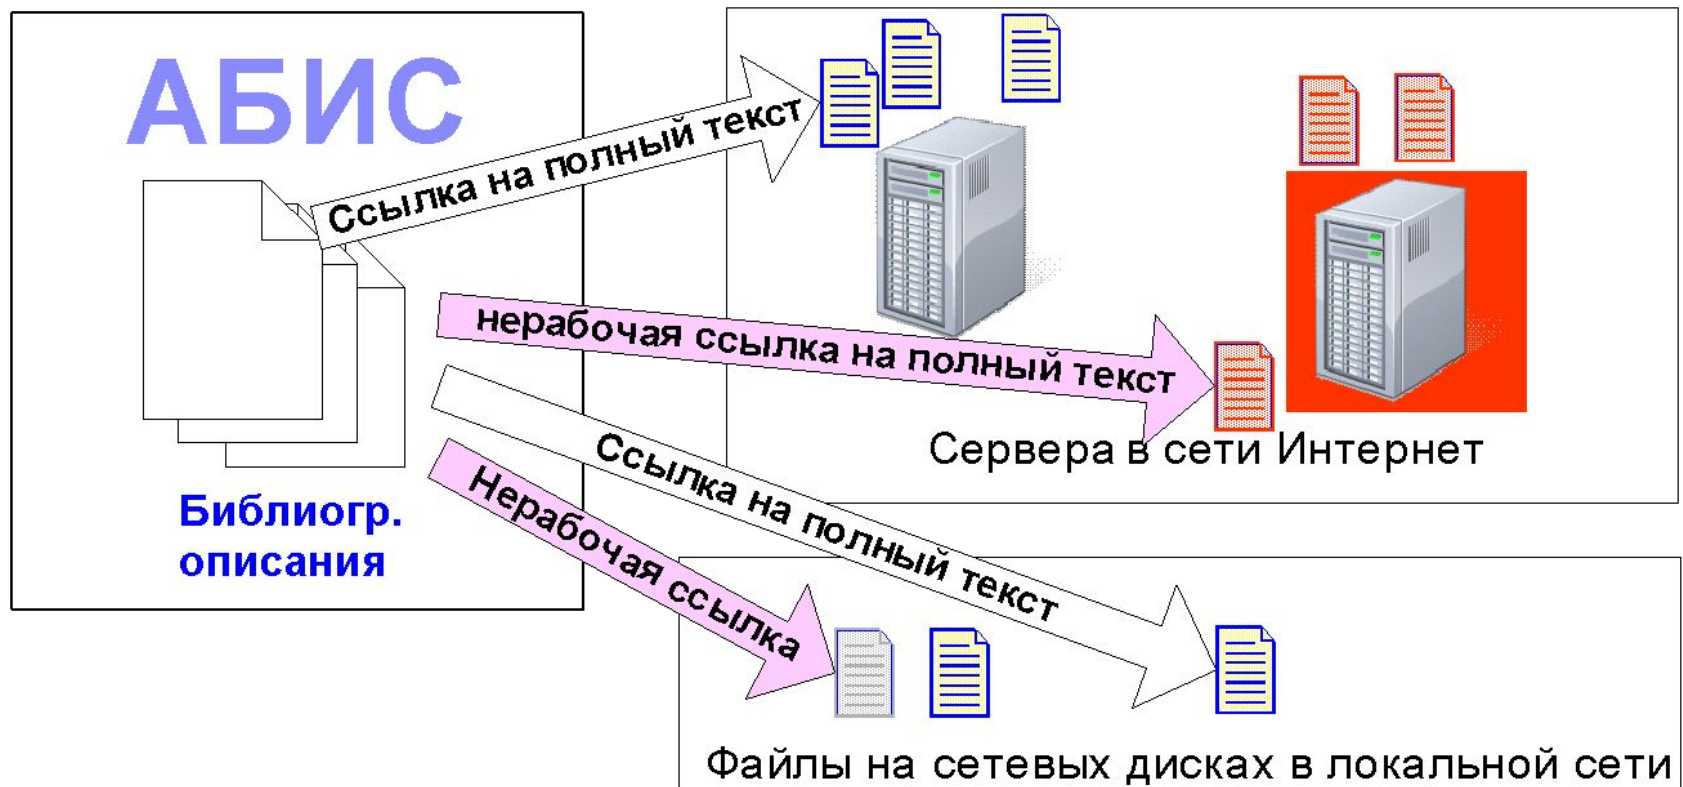 АБИС
Ссылка на полный текст
нерабочая ссылка на полный текст
Сервера в сети Интернет
Ссылка на полный текст
Нерабочая ссылка
Библиогр.
описания
Файлы на сетевых дисках в локальной сети